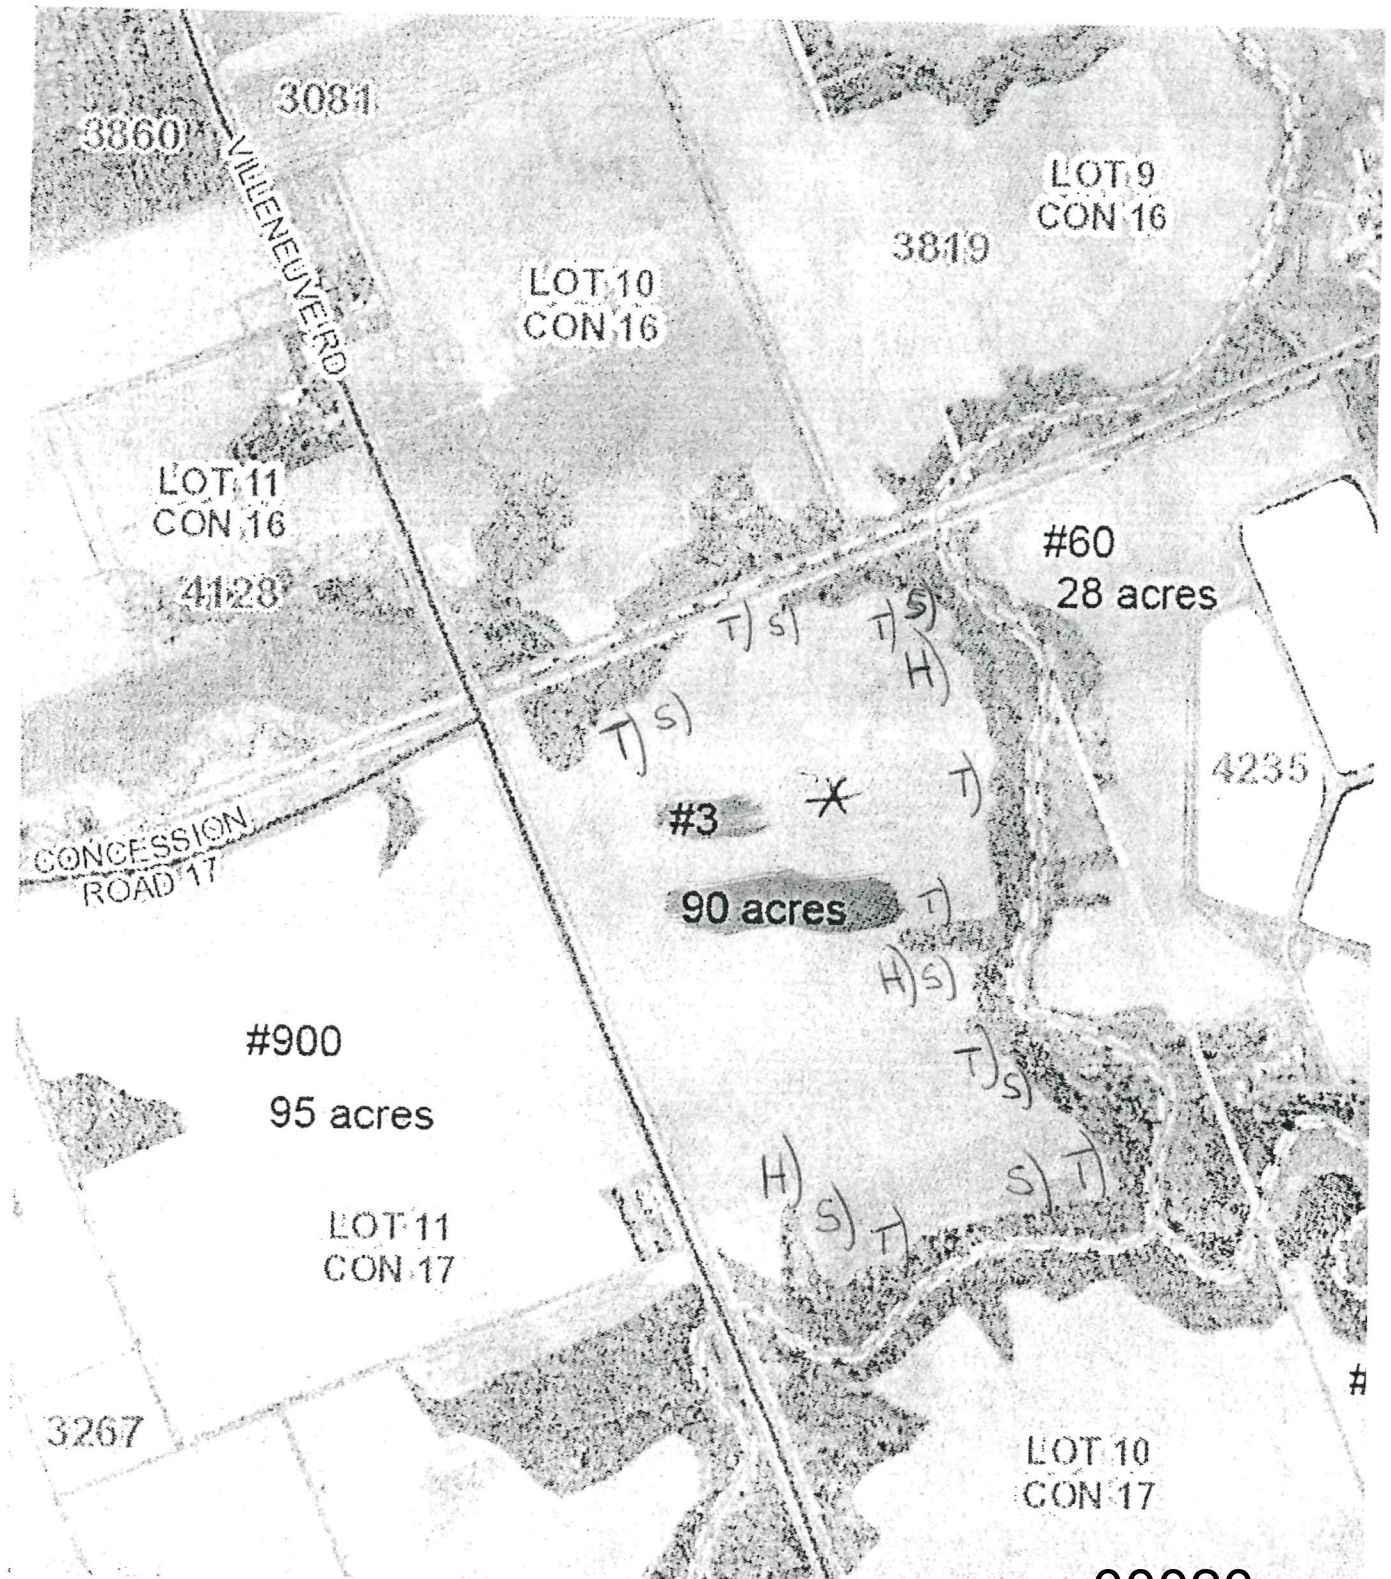 3081
3860
VILLENEUVE RD
LOT 9
CON 16
3819
LOT 10
CON 16
LOT 11
CON 16
4128
#60
28 acres
T) S)
T) S)
H)
T) S)
T)
4235
#3
CONCESSION
ROAD 17
90 acres
T)
H) S)
#900
T)
S)
95 acres
H)
S)
T)
S) T)
LOT 11
CON 17
#
3267
LOT 10
CON 17